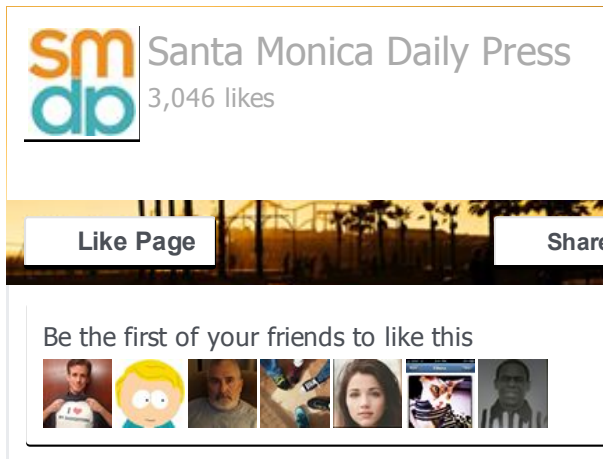 sm
dp
Santa Monica Daily Press
3,046 likes
Like Page
Share
Be the first of your friends to like this